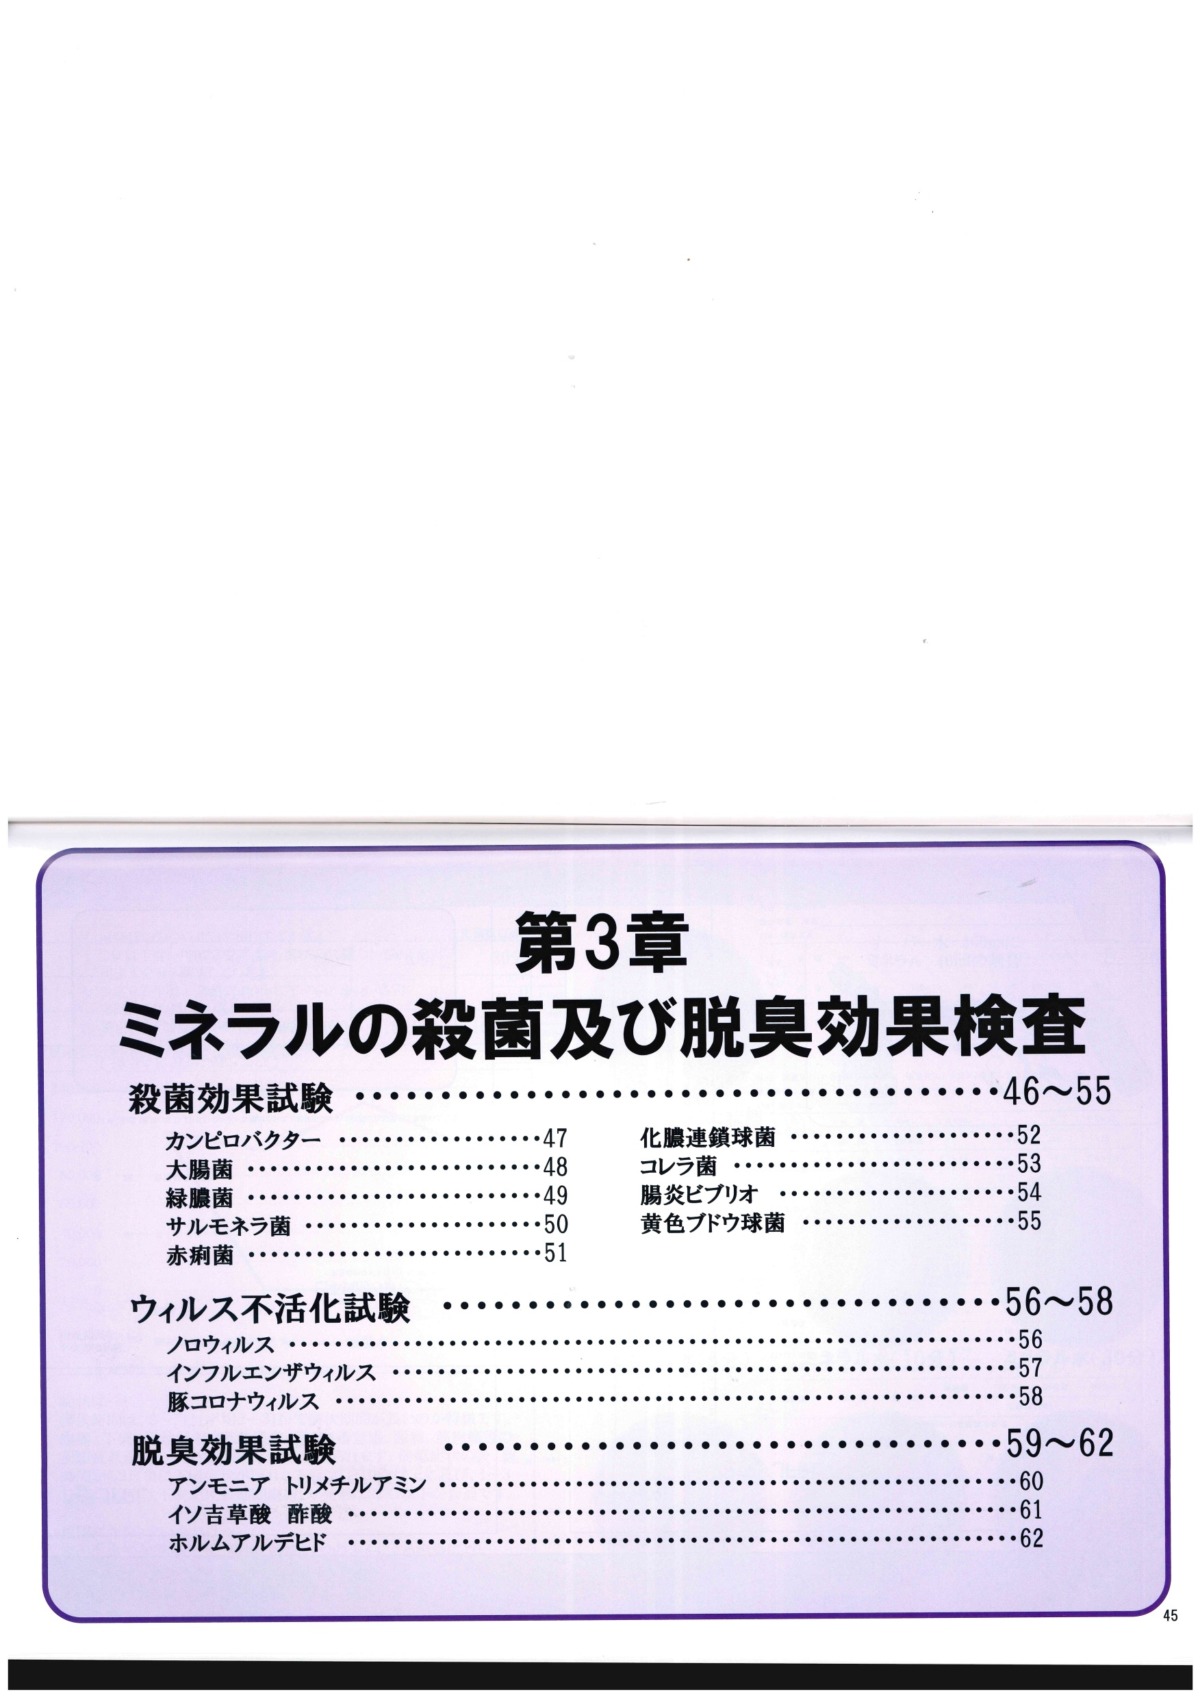 第3章
ミネラルの殺菌及び脱臭効果検査
殺菌効果試験 ・・・・・・・・・・・・・・・・・・・・・・・・・・・・・・・・・・ 46～55
カンピロバクター ・・・・・・・・・・・・・・・・・・ 47
大腸菌 ・・・・・・・・・・・・・・・・・・・・・・・・・・ 48
緑膿菌 ・・・・・・・・・・・・・・・・・・・・・・・・・・ 49
サルモネラ菌 ・・・・・・・・・・・・・・・・・・・・・ 50
赤痢菌 ・・・・・・・・・・・・・・・・・・・・・・・・・・ 51
化膿連鎖球菌 ・・・・・・・・・・・・・・・・・・・・ 52
コレラ菌 ・・・・・・・・・・・・・・・・・・・・・・・・・ 53
腸炎ビブリオ ・・・・・・・・・・・・・・・・・・・・・ 54
黄色ブドウ球菌 ・・・・・・・・・・・・・・・・・・・ 55
ウィルス不活化試験 ・・・・・・・・・・・・・・・・・・・・・・・・・・・・・ 56～58
ノロウィルス ・・・・・・・・・・・・・・・・・・・・・・・・・・・・・・・・・・・・ 56
インフルエンザウィルス ・・・・・・・・・・・・・・・・・・・・・・・・・・・・ 57
豚コロナウィルス ・・・・・・・・・・・・・・・・・・・・・・・・・・・・・・・・ 58
脱臭効果試験 ・・・・・・・・・・・・・・・・・・・・・・・・・・・・・ 59～62
アンモニア トリメチルアミン ・・・・・・・・・・・・・・・・・・・・・・・・・ 60
イソ吉草酸 酢酸 ・・・・・・・・・・・・・・・・・・・・・・・・・・・・・・・・ 61
ホルムアルデヒド ・・・・・・・・・・・・・・・・・・・・・・・・・・・・・・・・ 62
45